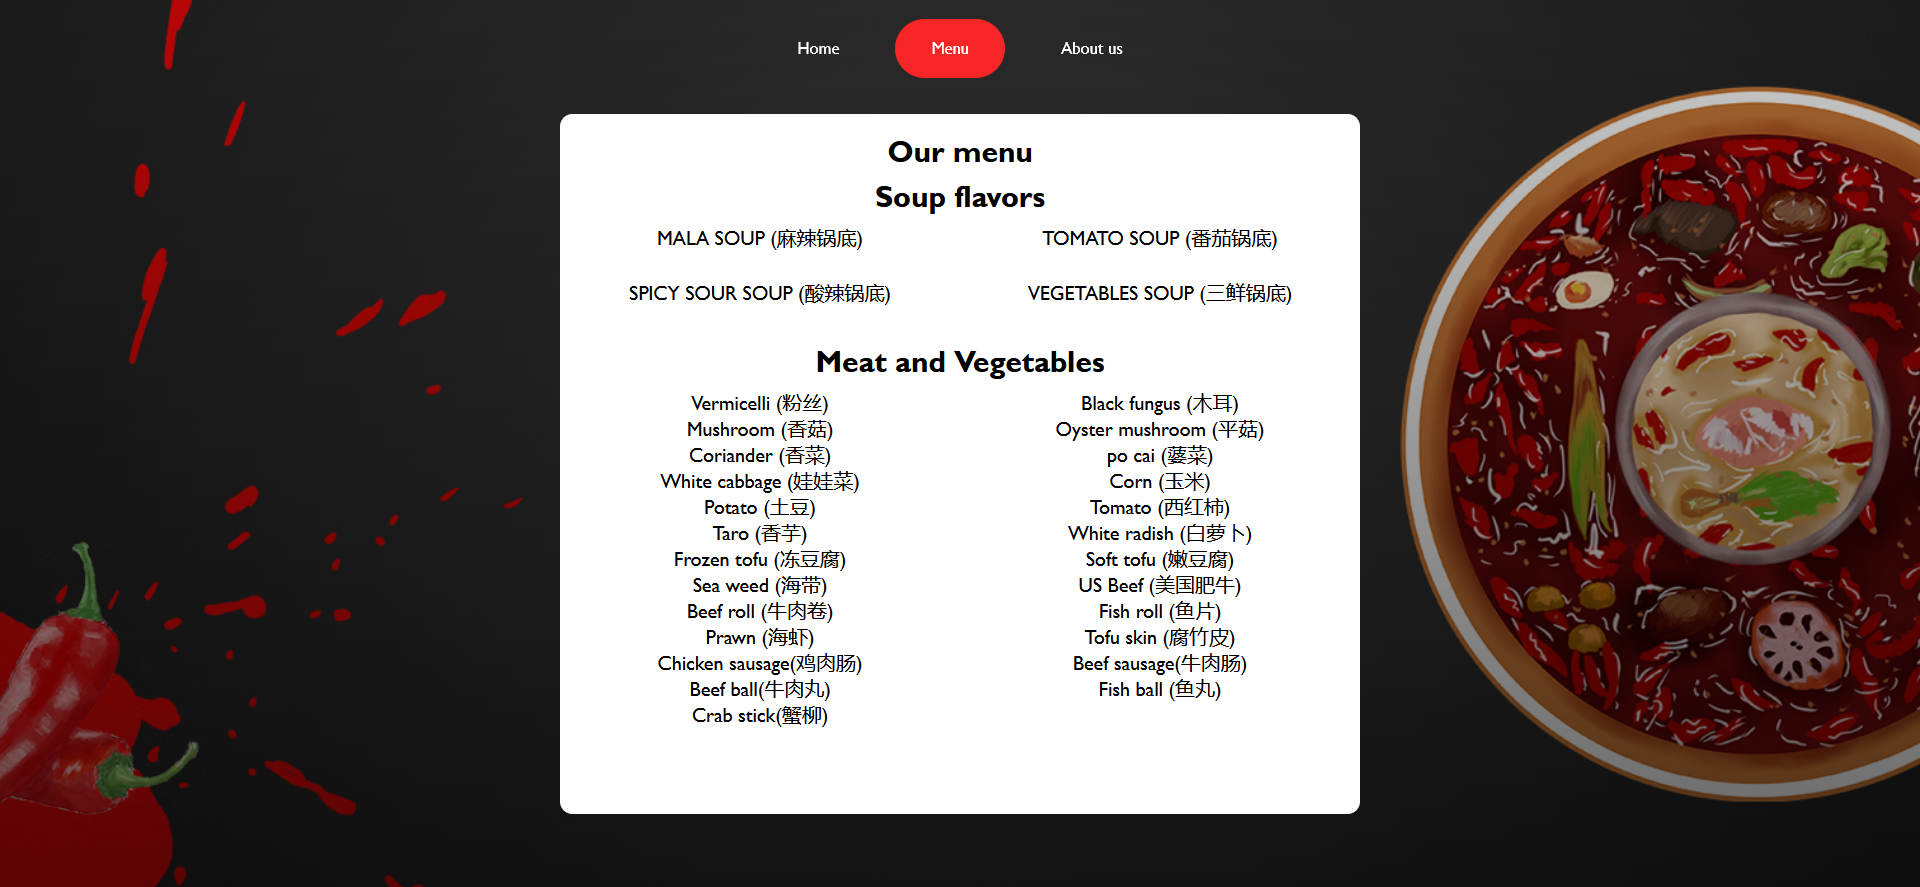 Home
Menu
About us
Our menu
Soup flavors
MALA SOUP (麻辣锅底)
TOMATO SOUP (番茄锅底)
SPICY SOUR SOUP (酸辣锅底)
VEGETABLES SOUP (三鲜锅底)
Meat and Vegetables
Vermicelli (粉丝)
Black fungus (木耳)
Mushroom (香菇)
Oyster mushroom (平菇)
Coriander (香菜)
po cai (薆菜)
White cabbage (娃娃菜)
Corn (玉米)
Potato (土豆)
Tomato (西红柿)
Taro (香芋)
White radish (白萝卜)
Frozen tofu (冻豆腐)
Soft tofu (嫩豆腐)
Sea weed (海带)
US Beef (美国肥牛)
Beef roll (牛肉卷)
Fish roll (鱼片)
Prawn (海虾)
Tofu skin (腐竹皮)
Chicken sausage(鸡肉肠)
Beef sausage(牛肉肠)
Beef ball(牛肉丸)
Fish ball (鱼丸)
Crab stick(蟹柳)